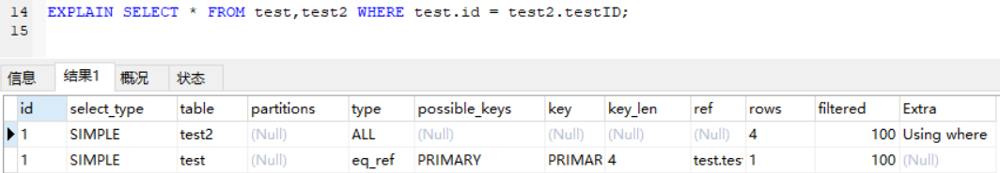 14 EXPLAIN SELECT * FROM test,test2 WHERE test.id = test2.testID;
15
信息 结果1 概况 状态
id select_type table partitions type possible_keys key key_len ref rows filtered Extra
1 SIMPLE test2 (Null) ALL (Null) (Null) (Null) (Null) 4 100 Using where
1 SIMPLE test (Null) eq_ref PRIMARY PRIMAR 4 test.tes 1 100 (Null)